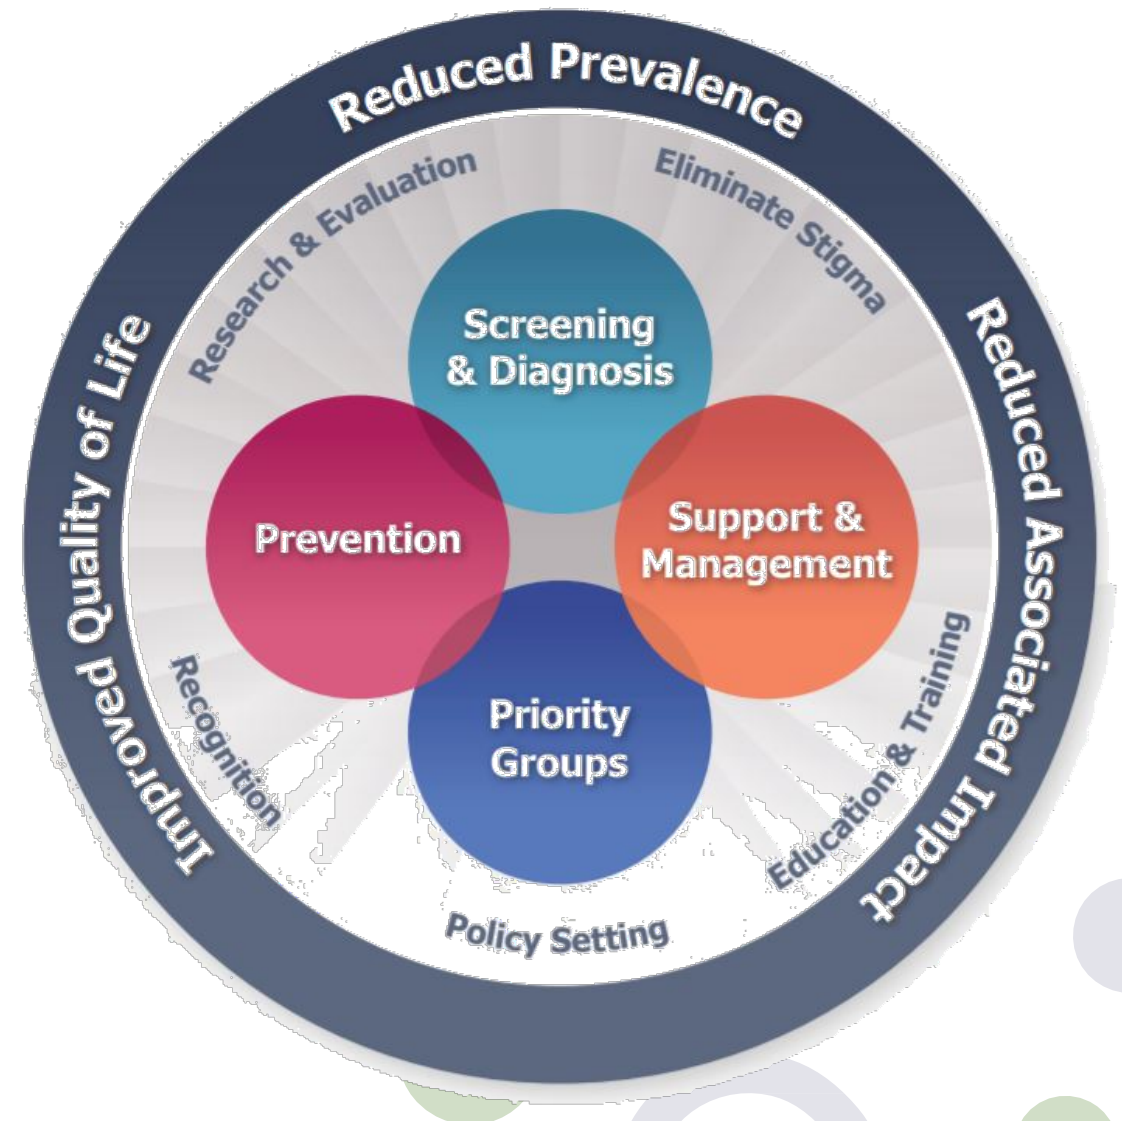 Reduced Prevalence
Research & Evaluation
Eliminate Stigma
Improved Quality of Life
Reduced Associated Impact
Screening
& Diagnosis
Prevention
Support &
Management
Priority
Groups
Recognition
Education & Training
Policy Setting